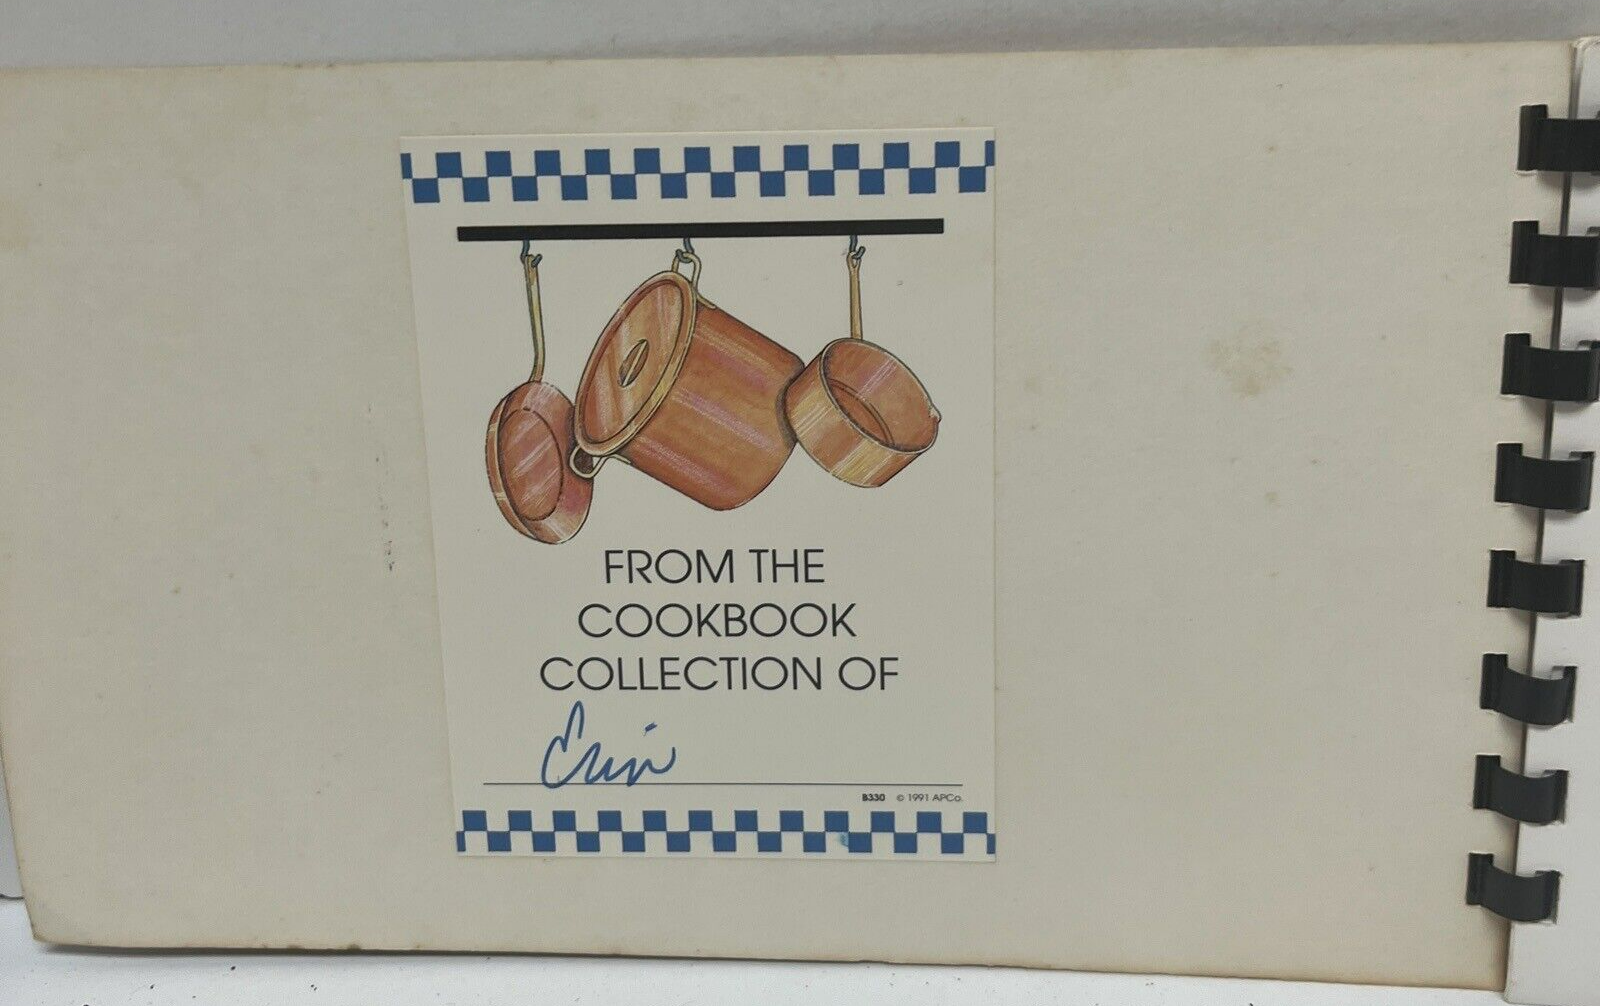 FROM THE
COOKBOOK
COLLECTION OF
Erin
B330 © 1991 APCo.